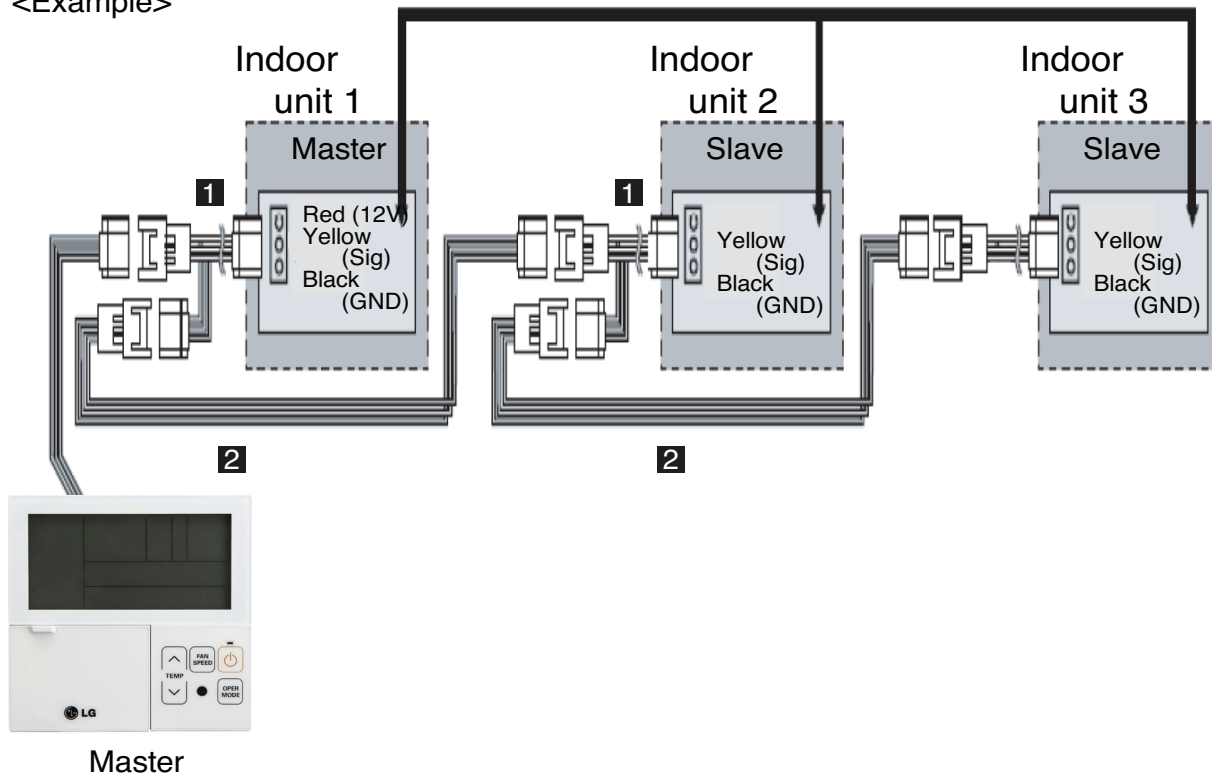 <Example>
Indoor
unit 1
Indoor
unit 2
Indoor
unit 3
Master
Slave
Slave
1
1
Red (12V)
Yellow
(Sig)
Black
(GND)
Yellow
(Sig)
Black
(GND)
Yellow
(Sig)
Black
(GND)
2
2
FAN
SPEED
TEMP
OPER
MODE
LG
Master